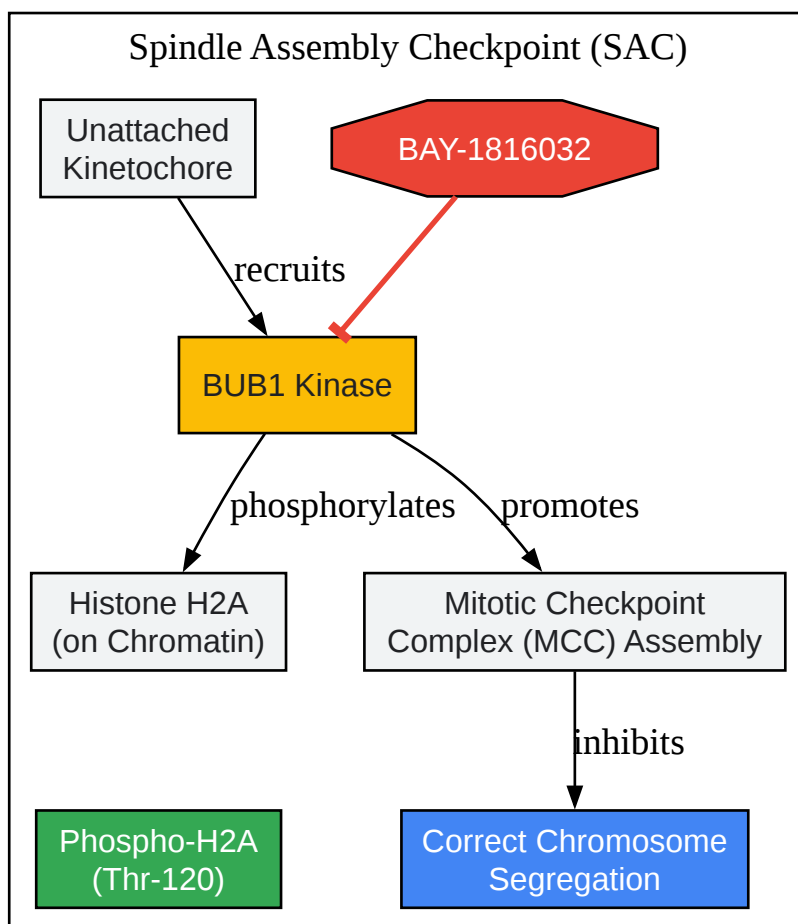 Spindle Assembly Checkpoint (SAC)
Unattached
Kinetochore
BAY-1816032
recruits
BUB1 Kinase
phosphorylates
promotes
Histone H2A
(on Chromatin)
Mitotic Checkpoint
Complex (MCC) Assembly
inhibits
Phospho-H2A
(Thr-120)
Correct Chromosome
Segregation